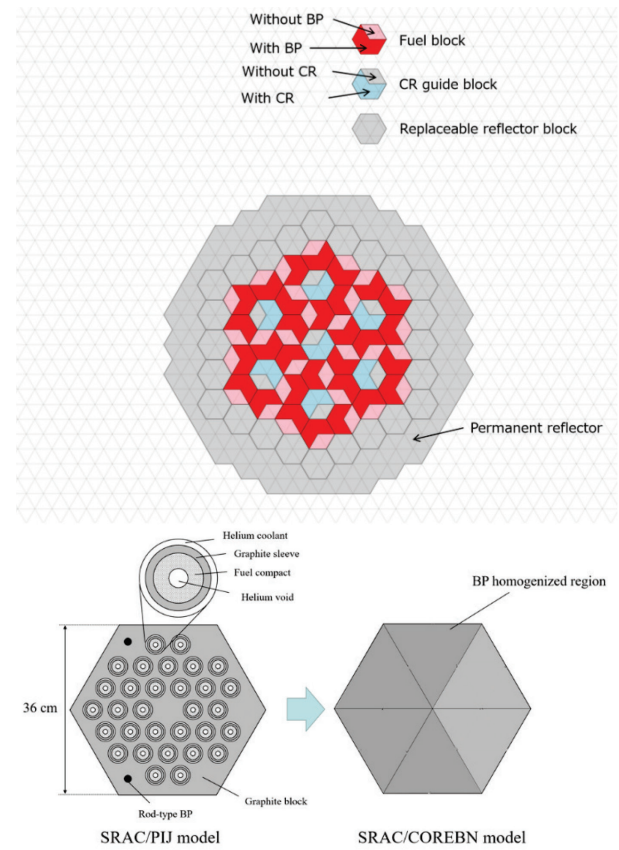 Without BP
With BP
Fuel block
Without CR
With CR
CR guide block
Replaceable reflector block
Permanent reflector
Helium coolant
Graphite sleeve
Fuel compact
Helium void
BP homogenized region
36 cm
Rod-type BP
Graphite block
SRAC/PIJ model
SRAC/COREBN model